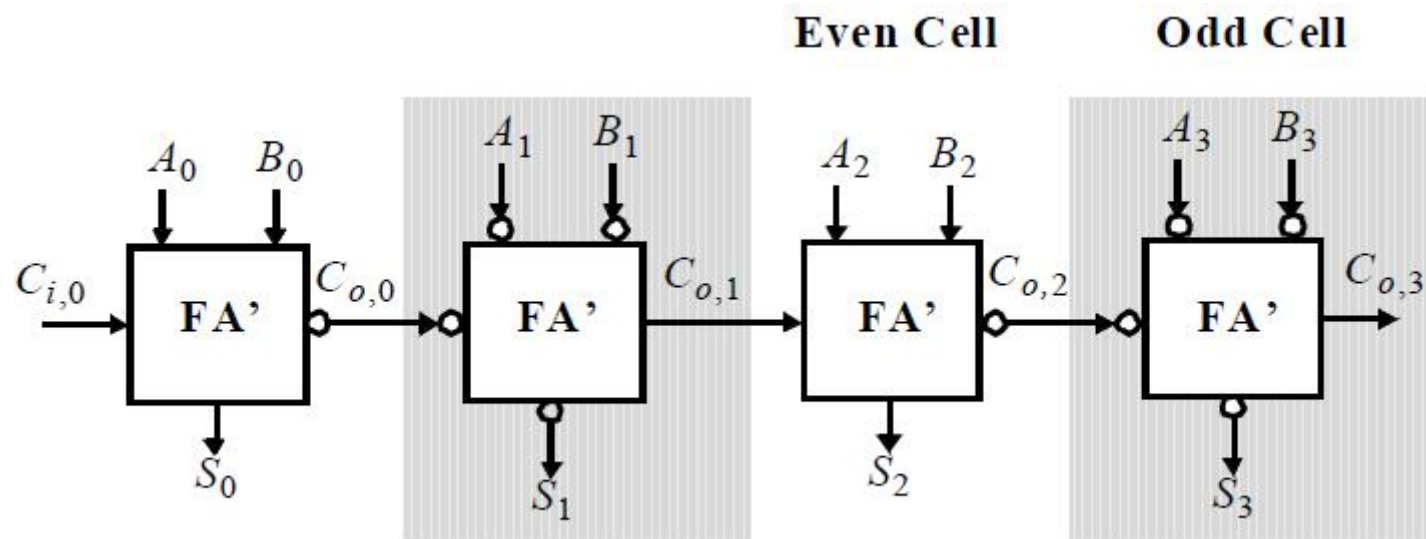 Even Cell Odd Cell
A0 B0 A1 B1 A2 B2 A3 B3
Ci,0 FA’ Co,0 FA’ Co,1 FA’ Co,2 FA’ Co,3
S0 S1 S2 S3